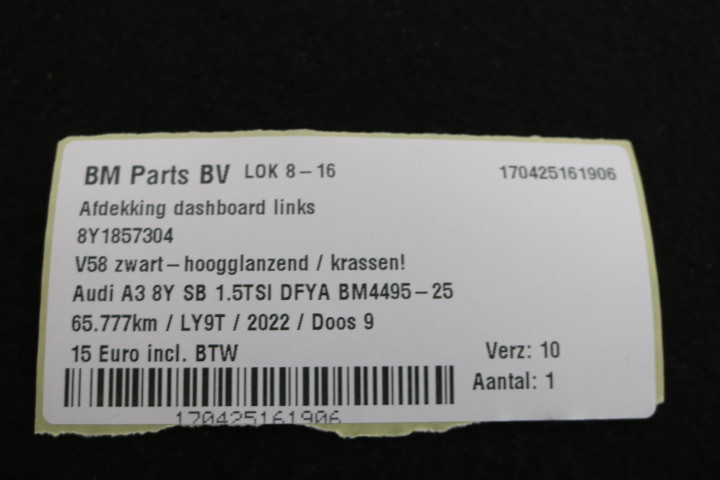 BM Parts BV LOK 8-16 170425161906
Afdekking dashboard links
8Y1857304
V58 zwart-hoogglanzend / krassen!
Audi A3 8Y SB 1.5TSI DFYA BM4495-25
65.777km / LY9T / 2022 / Doos 9
15 Euro incl. BTW Verz: 10
Aantal: 1
170425161906